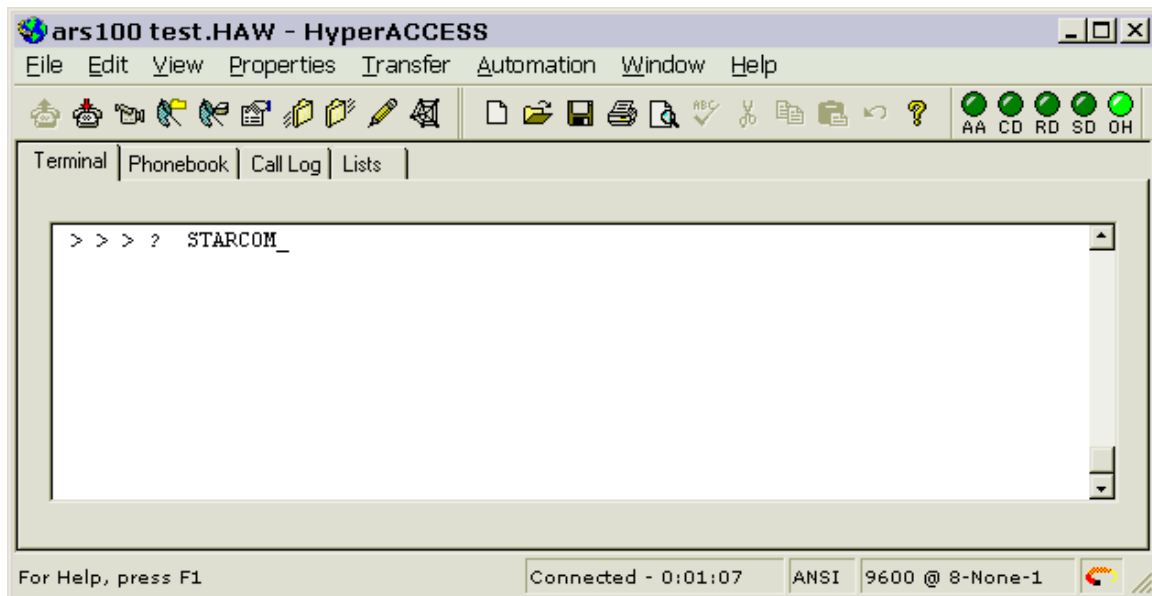 ars100 test.HAW - HyperACCESS
File Edit View Properties Transfer Automation Window Help
ABC
AA CD RD SD OH
Terminal Phonebook Call Log Lists
> > > ? STARCOM_
For Help, press F1 Connected - 0:01:07 ANSI 9600 @ 8-None-1